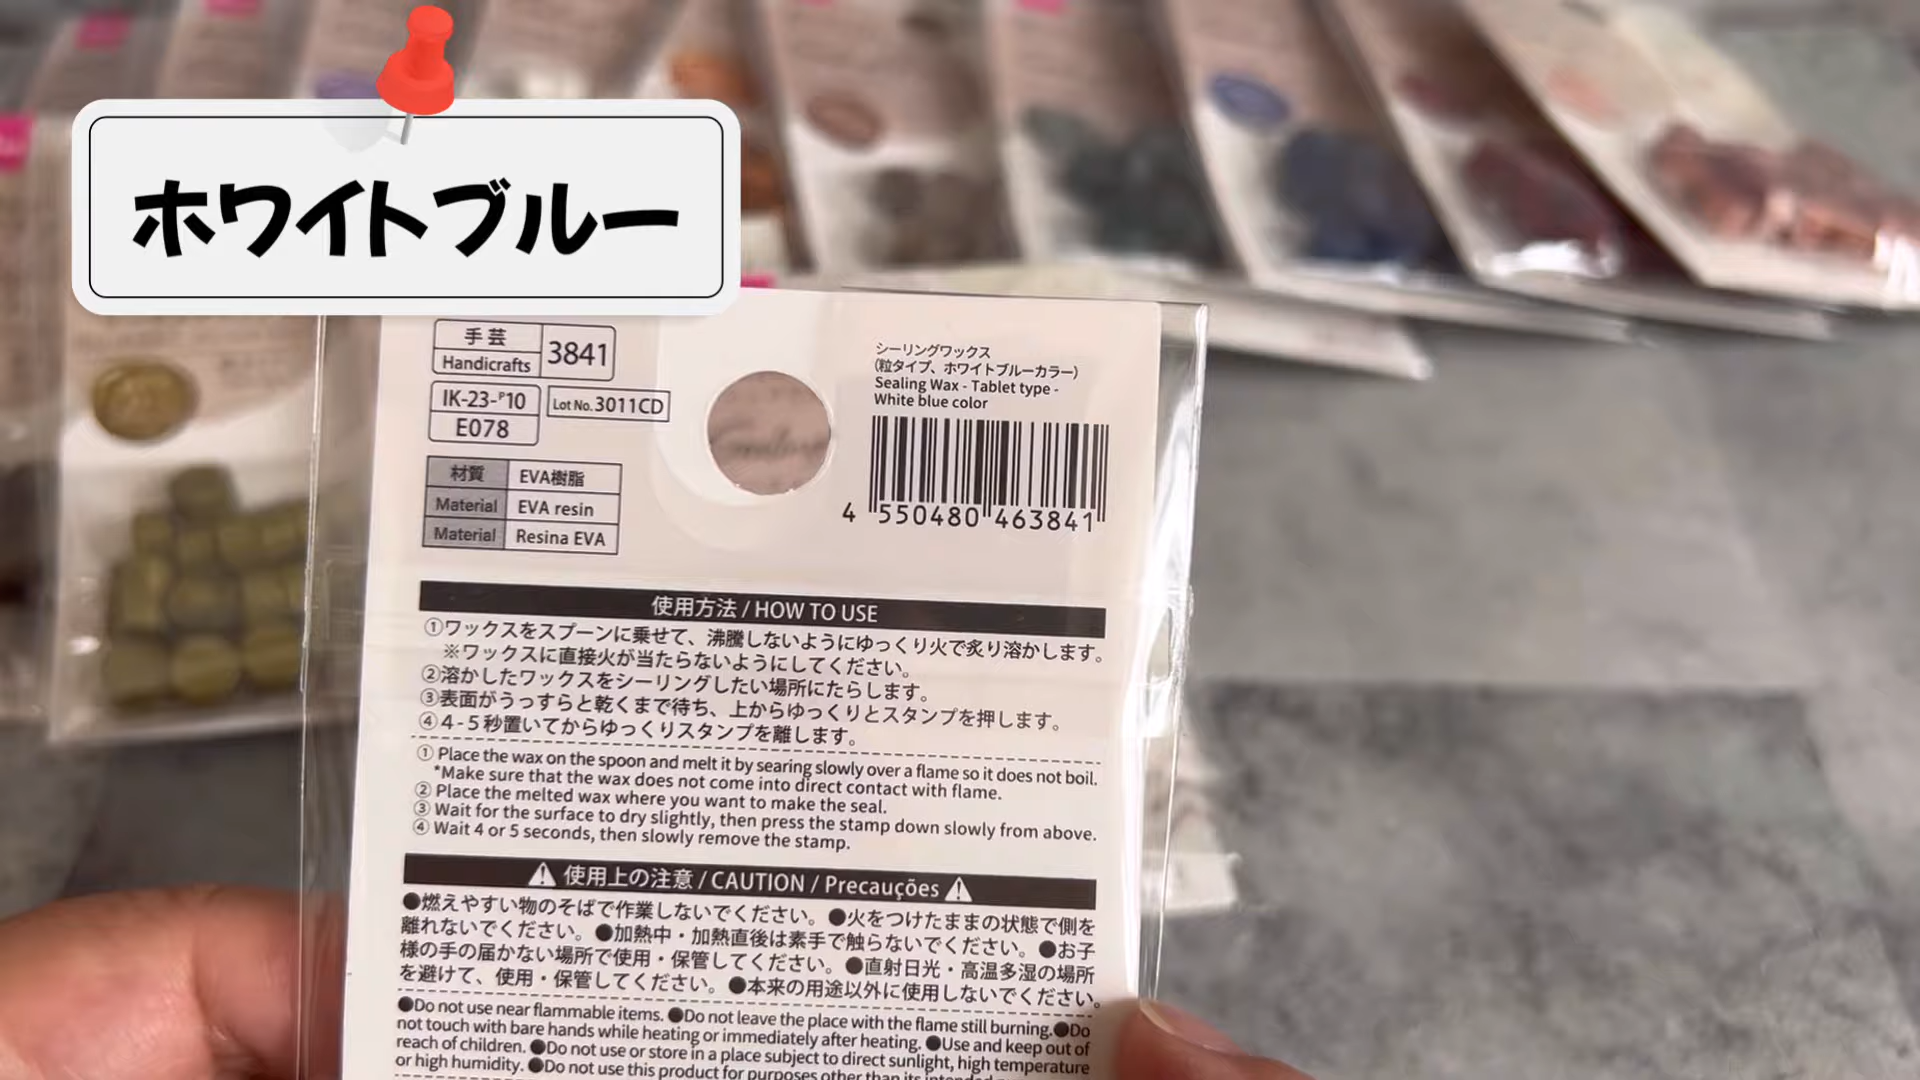 ホワイトブルー
手芸
Handicrafts
3841
IK-23-P10
E078
Lot No. 3011CD
材質
EVA樹脂
Material
EVA resin
Material
Resina EVA
シーリングワックス
(粒タイプ、ホワイトブルーカラー)
Sealing Wax - Tablet type -
White blue color
4 550480 463841
使用方法 / HOW TO USE
①ワックスをスプーンに乗せて、沸騰しないようにゆっくり火で炙り溶かします。
※ワックスに直接火が当たらないようにしてください。
②溶かしたワックスをシーリングしたい場所にたらします。
③表面がうっすらと乾くまで待ち、上からゆっくりとスタンプを押します。
④4-5秒置いてからゆっくりスタンプを離します。
① Place the wax on the spoon and melt it by searing slowly over a flame so it does not boil.
*Make sure that the wax does not come into direct contact with flame.
② Place the melted wax where you want to make the seal.
③ Wait for the surface to dry slightly, then press the stamp down slowly from above.
④ Wait 4 or 5 seconds, then slowly remove the stamp.
⚠ 使用上の注意 / CAUTION / Precauções ⚠
●燃えやすい物のそばで作業しないでください。●火をつけたままの状態で側を
離れないでください。●加熱中・加熱直後は素手で触らないでください。●お子
様の手の届かない場所で使用・保管してください。●直射日光・高温多湿の場所
を避けて、使用・保管してください。●本来の用途以外に使用しないでください。
●Do not use near flammable items. ●Do not leave the place with the flame still burning.●Do
not touch with bare hands while heating or immediately after heating. ●Use and keep out of
reach of children. ●Do not use or store in a place subject to direct sunlight, high temperature
or high humidity. ●Do not use this product for purposes other than its intended